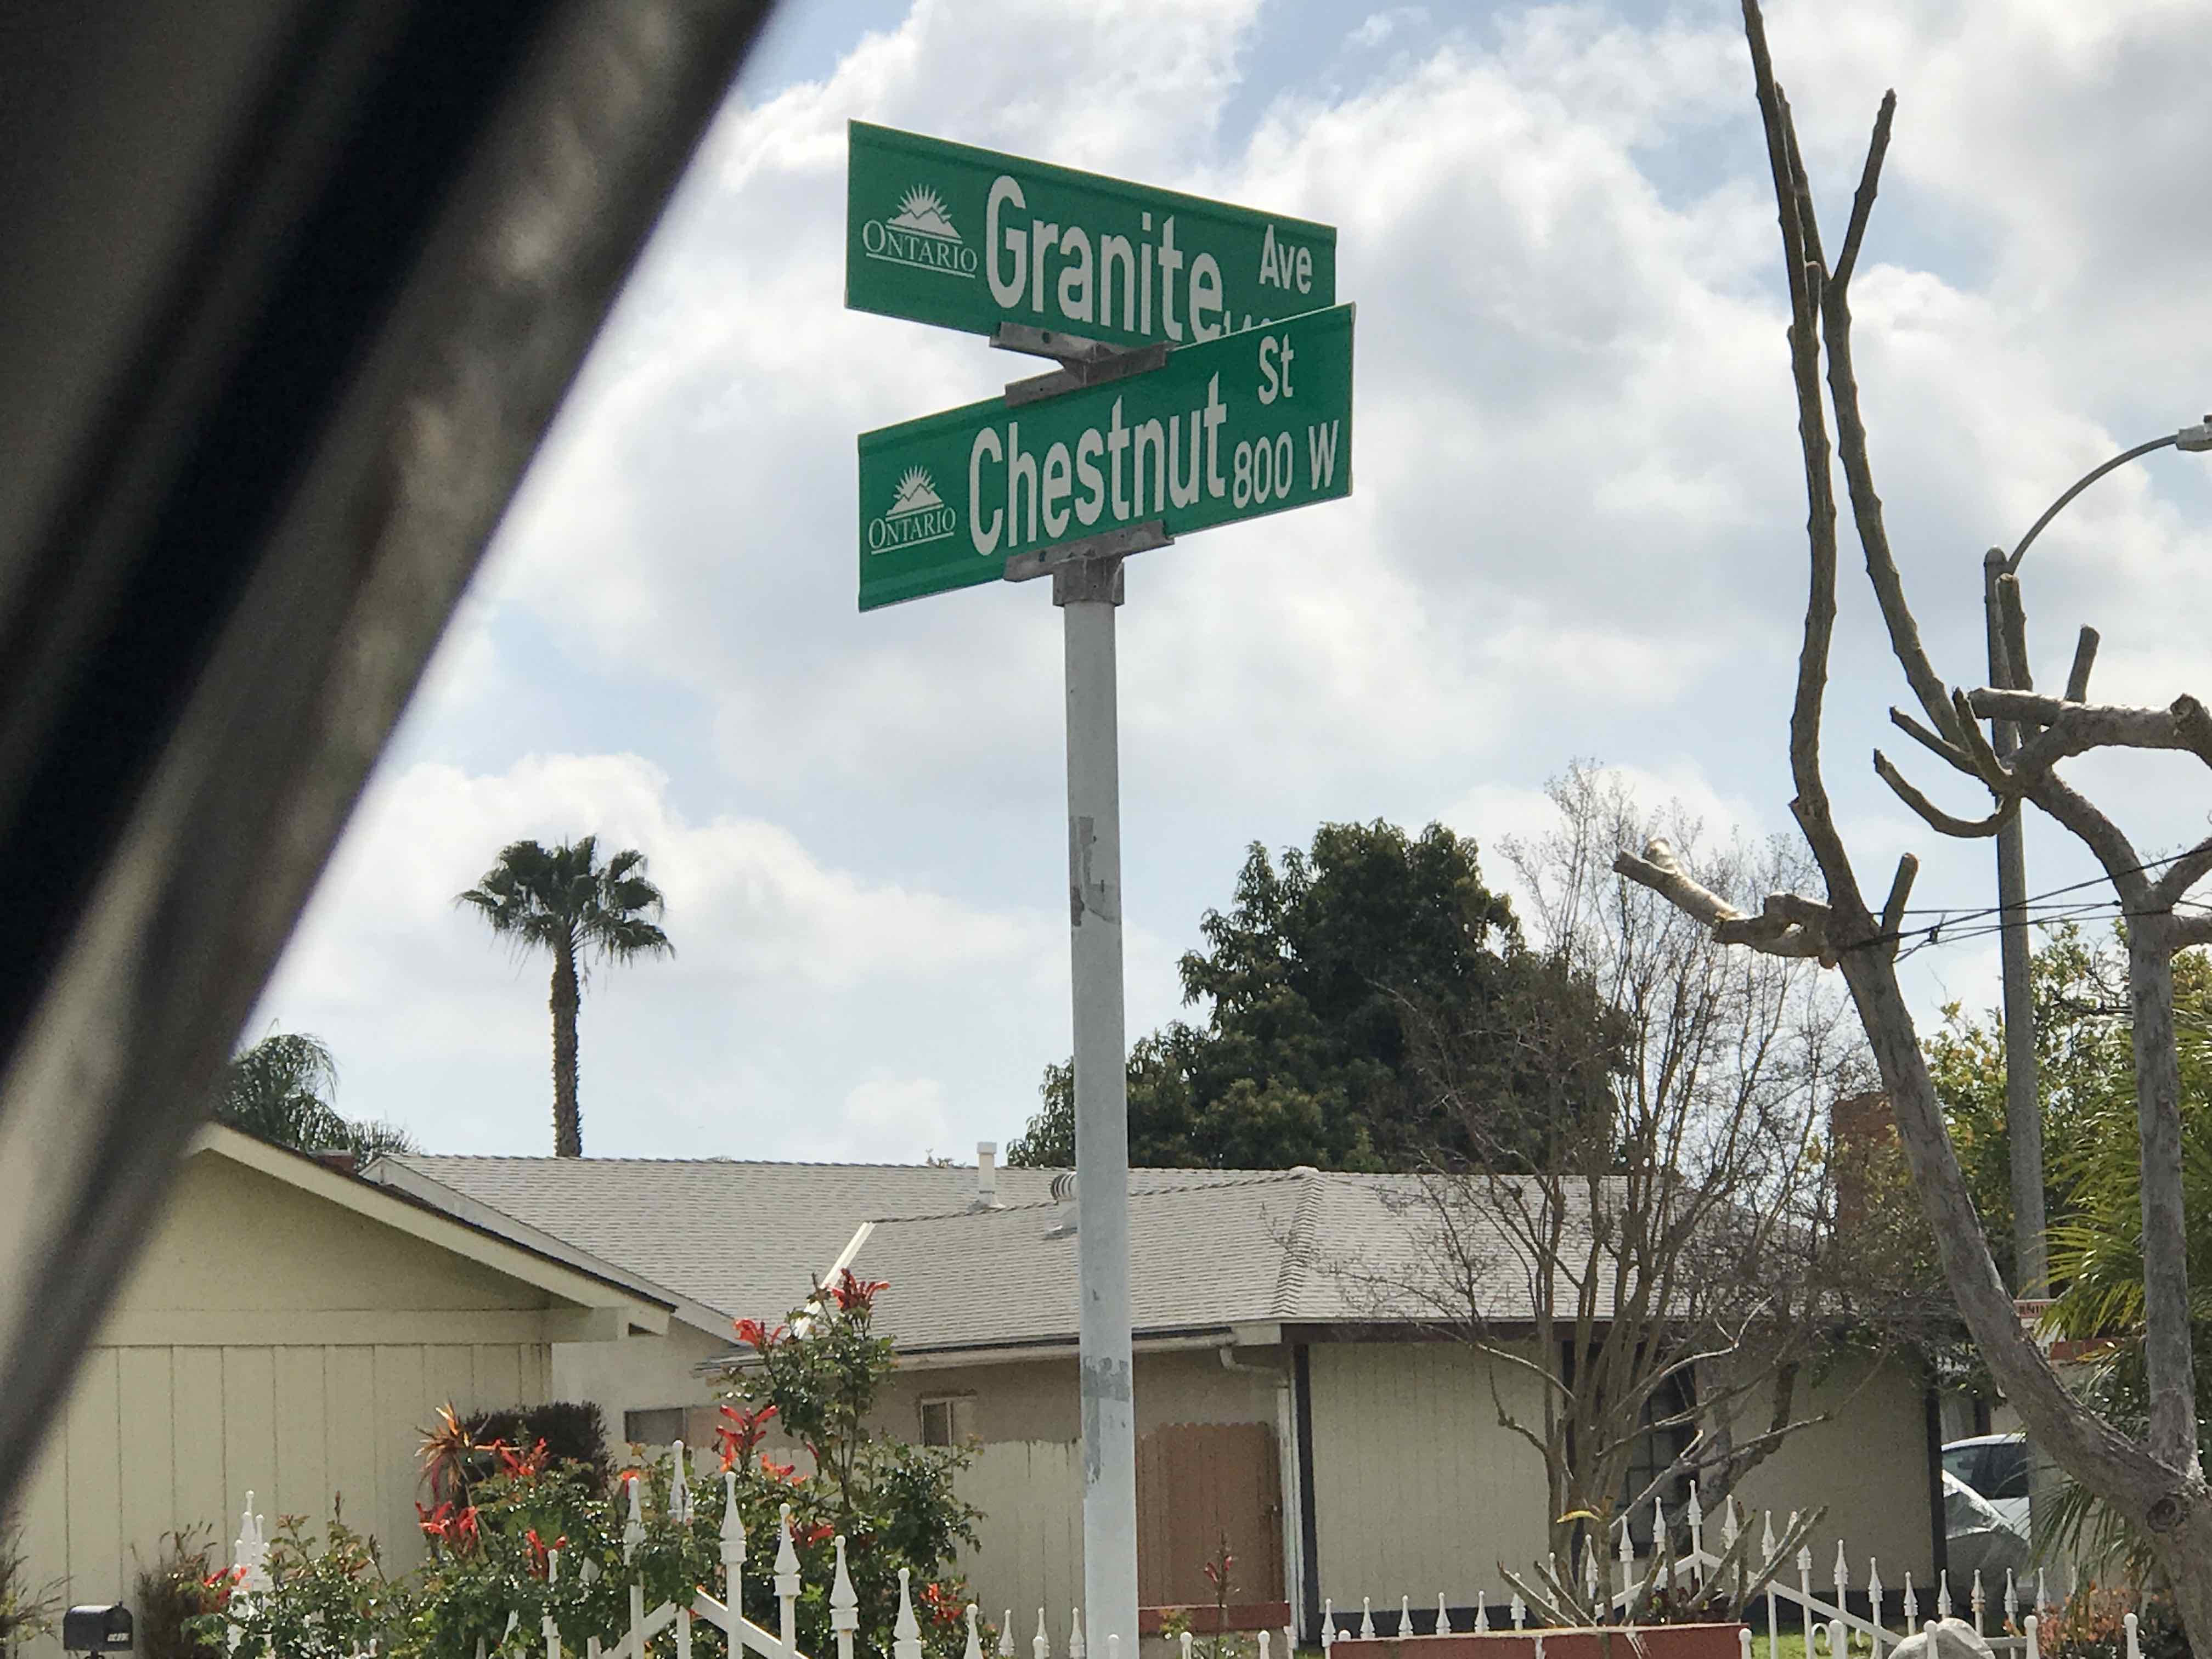 ONTARIO Granite Ave
ONTARIO Chestnut St
800 W